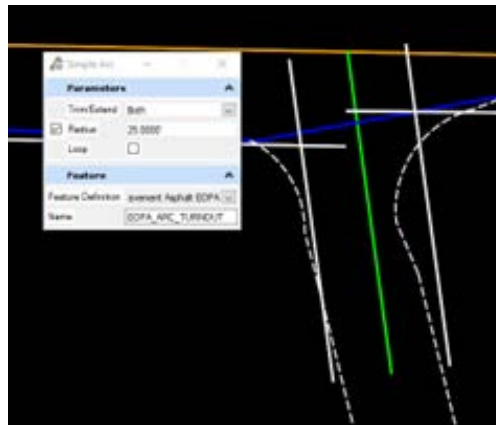 Simple Arc
Parameters
Trim/Extend Both
Radius 25.0000'
Loop
Feature
Feature Definition avement Asphalt EOPA
Name EOPA_ARC_TURNOUT